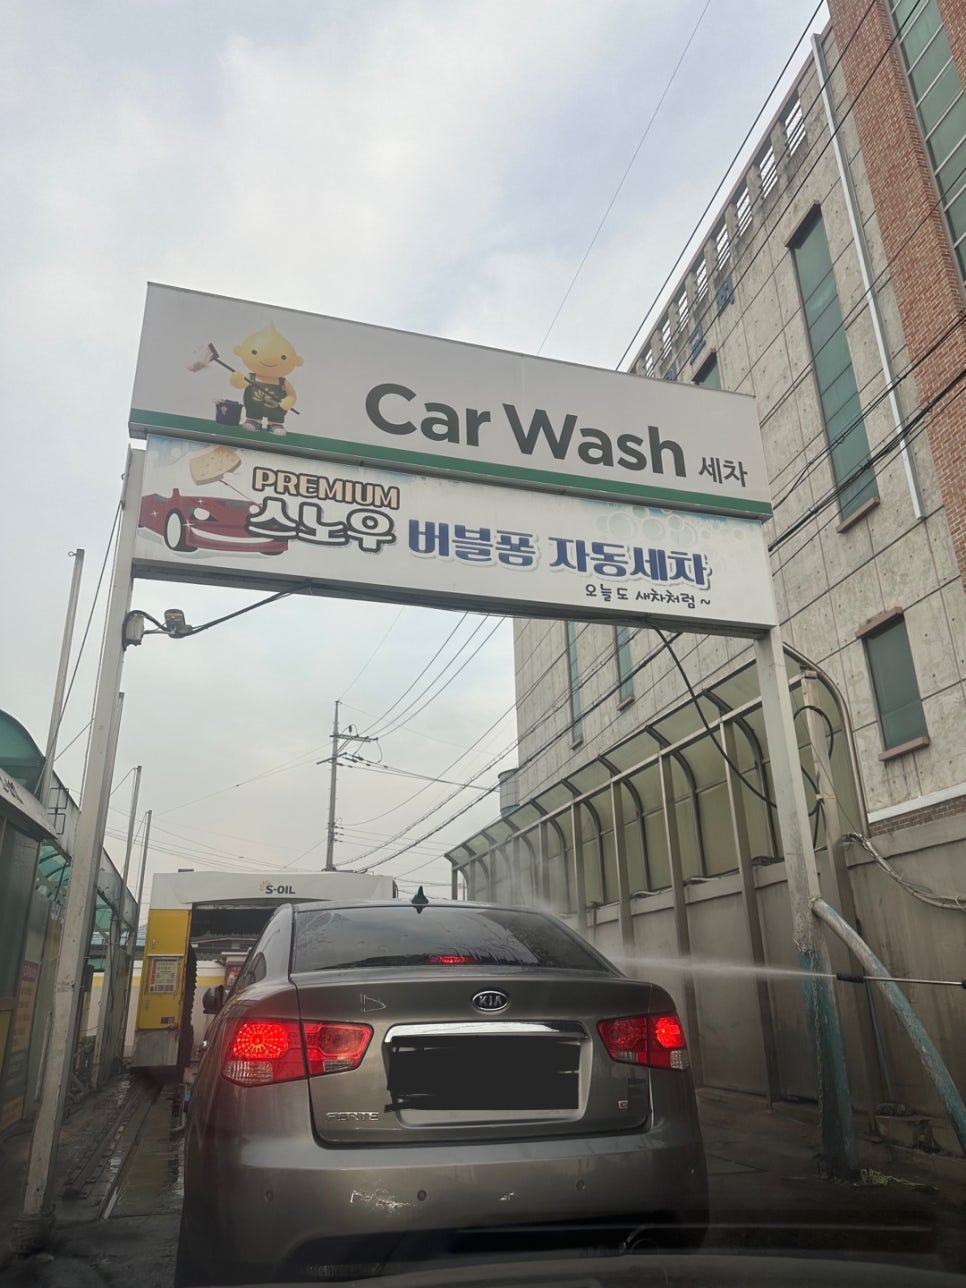 Car Wash 세차
PREMIUM
스노우 버블퐁 자동세차
오늘도 새차처럼~
S-OIL
KIA
FORTE